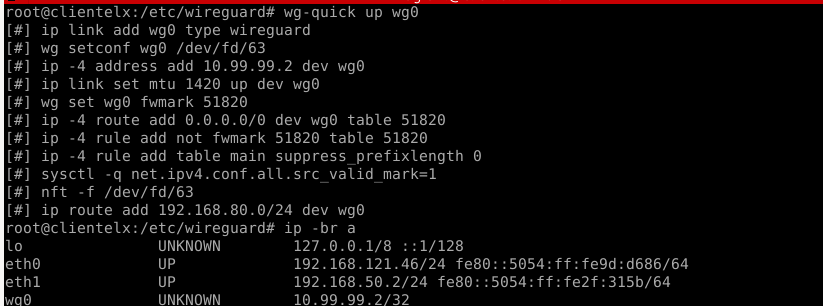 root@clientelx:/etc/wireguard# wg-quick up wg0
[#] ip link add wg0 type wireguard
[#] wg setconf wg0 /dev/fd/63
[#] ip -4 address add 10.99.99.2 dev wg0
[#] ip link set mtu 1420 up dev wg0
[#] wg set wg0 fwmark 51820
[#] ip -4 route add 0.0.0.0/0 dev wg0 table 51820
[#] ip -4 rule add not fwmark 51820 table 51820
[#] ip -4 rule add table main suppress_prefixlength 0
[#] sysctl -q net.ipv4.conf.all.src_valid_mark=1
[#] nft -f /dev/fd/63
[#] ip route add 192.168.80.0/24 dev wg0
root@clientelx:/etc/wireguard# ip -br a
lo UNKNOWN 127.0.0.1/8 ::1/128
eth0 UP 192.168.121.46/24 fe80::5054:ff:fe9d:d686/64
eth1 UP 192.168.50.2/24 fe80::5054:ff:fe2f:315b/64
wg0 UNKNOWN 10.99.99.2/32